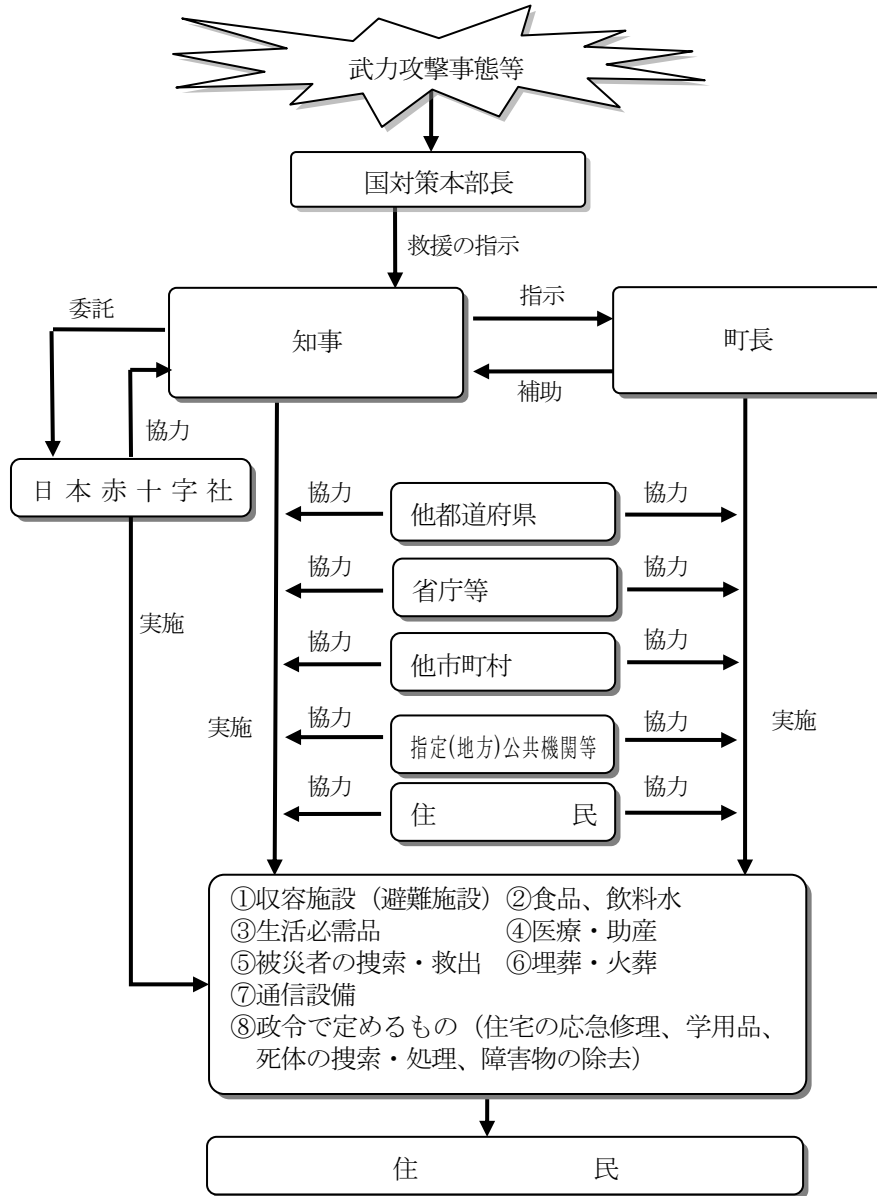 武力攻撃事態等
国対策本部長
救援の指示
委託
知事
指示
町長
補助
協力
日本赤十字社
協力
他都道府県
協力
協力
省庁等
協力
実施
協力
他市町村
協力
実施
協力
指定(地方)公共機関等
協力
実施
協力
住　　　民
協力
①収容施設（避難施設）②食品、飲料水
③生活必需品　　　　　④医療・助産
⑤被災者の捜索・救出　⑥埋葬・火葬
⑦通信設備
⑧政令で定めるもの（住宅の応急修理、学用品、
死体の捜索・処理、障害物の除去）
住　　　民